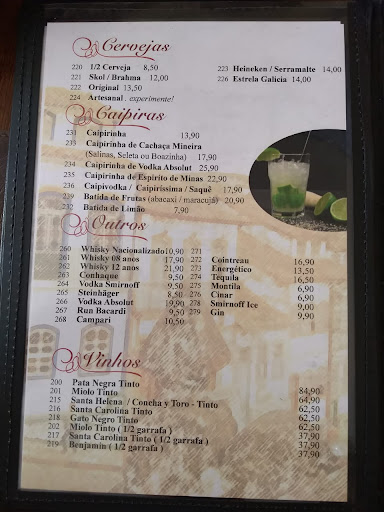 Cervejas
220 1/2 Cerveja 8,50
221 Skol / Brahma 12,00
222 Original 13,50
224 Artesanal . experimente!
223 Heineken / Serramalte 14,00
226 Estrela Galicia 14,00
Caipiras
231 Caipirinha 13,90
233 Caipirinha de Cachaça Mineira
(Salinas, Seleta ou Boazinha) 17,90
234 Caipirinha de Vodka Absolut 25,90
235 Caipirinha de Espirito de Minas 22,90
236 Caipivodka / Caipiríssima / Saquê 17,90
239 Batida de Frutas (abacaxi / maracujá) 20,90
232 Batida de Limão 7,90
Outros
260 Whisky Nacionalizado 10,90
261 Whisky 08 anos 17,90
262 Whisky 12 anos 21,90
263 Conhaque 9,50
264 Vodka Smirnoff 9,50
265 Steinhäger 8,50
266 Vodka Absolut 19,90
267 Run Bacardi 9,50
268 Campari 10,50
271
272 Cointreau 16,90
273 Energético 13,50
274 Tequula 16,50
275 Montila 6,90
276 Cinar 6,90
278 Smirnoff Ice 9,00
279 Gin 9,90
Vinhos
200 Pata Negra Tinto 84,90
201 Miolo Tinto 64,90
215 Santa Helena / Concha y Toro - Tinto 62,50
216 Santa Carolina Tinto 62,50
218 Gato Negro Tinto 62,50
202 Miolo Tinto ( 1/2 garrafa ) 37,90
217 Santa Carolina Tinto ( 1/2 garrafa ) 37,90
219 Benjamin ( 1/2 garrafa ) 37,90